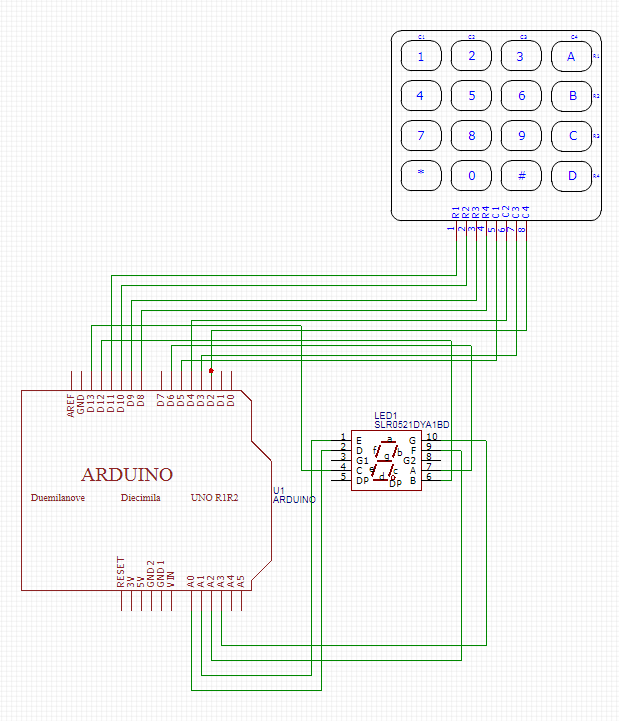 C1 C2 C3 C4
1 2 3 A R1
4 5 6 B R2
7 8 9 C R3
* 0 # D R4
R1 R2 R3 R4 C1 C2 C3 C4
1 2 3 4 5 6 7 8
AREF GND D13 D12 D11 D10 D9 D8 D7 D6 D5 D4 D3 D2 D1 D0
LED1
SLR0521DYA1BD
1 E a G 10
2 D f b F 9
3 G1 g G2 8
4 C e c A 7
5 DP d Dp B 6
ARDUINO
Duemilanove Diecimila UNO R1R2
U1
ARDUINO
RESET 3V 5V GND2 GND1 VIN A0 A1 A2 A3 A4 A5